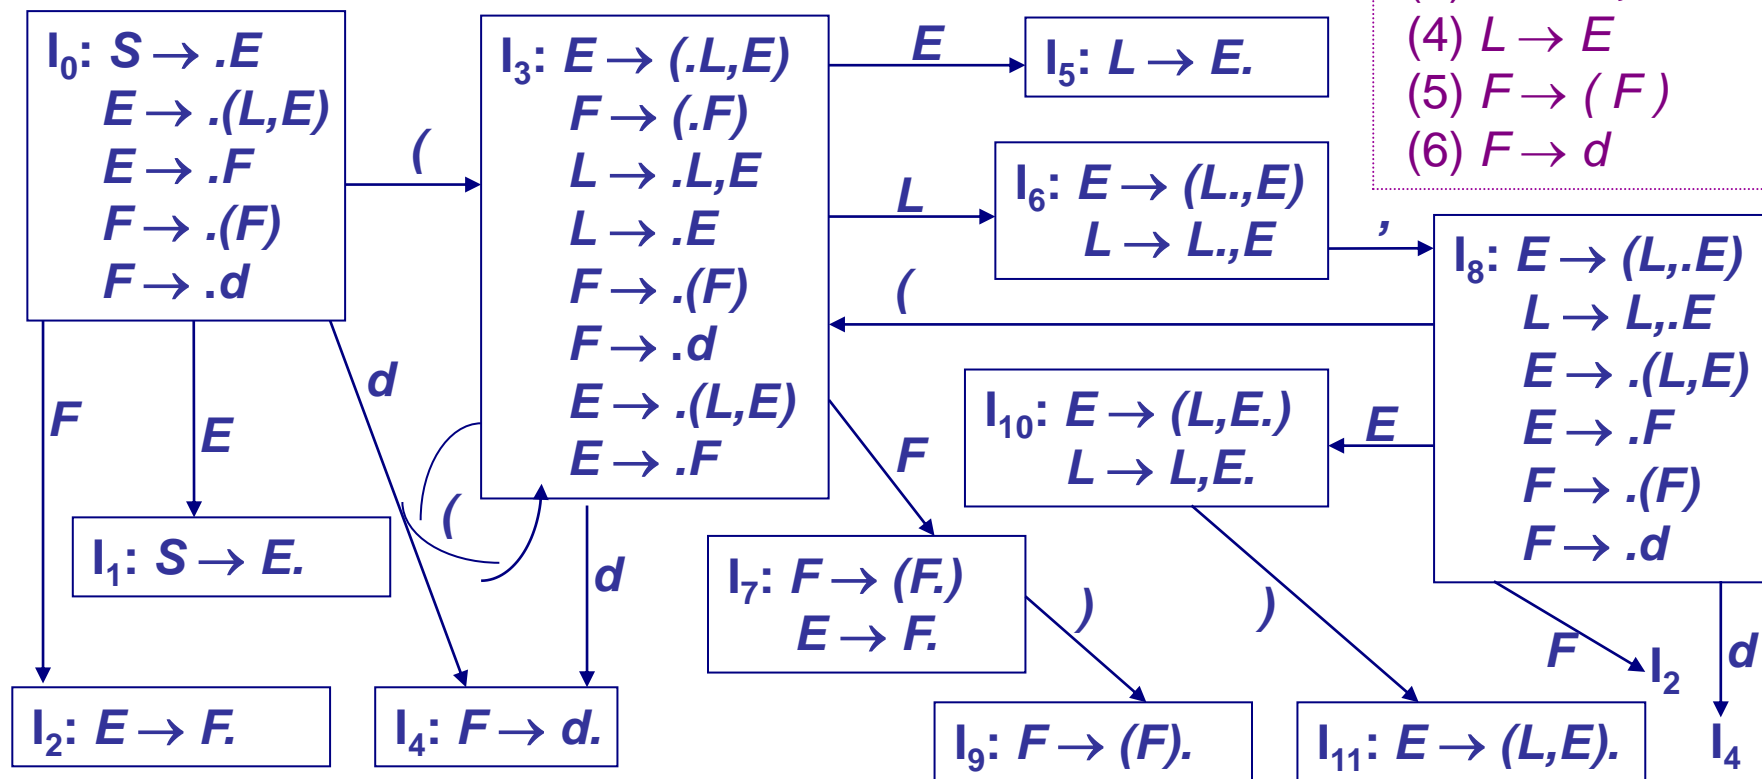 I0: S → .E
E → .(L,E)
E → .F
F → .(F)
F → .d
(
I3: E → (.L,E)
F → (.F)
L → .L,E
L → .E
F → .(F)
F → .d
E → .(L,E)
E → .F
E
I5: L → E.
(4) L → E
(5) F → ( F )
(6) F → d
L
I6: E → (L.,E)
L → L.,E
,
I8: E → (L,.E)
L → L,.E
E → .(L,E)
E → .F
F → .(F)
F → .d
(
I10: E → (L,E.)
L → L,E.
E
F
E
d
(
d
F
I1: S → E.
I7: F → (F.)
E → F.
)
)
F
I2
d
I4
I2: E → F.
I4: F → d.
I9: F → (F).
I11: E → (L,E).